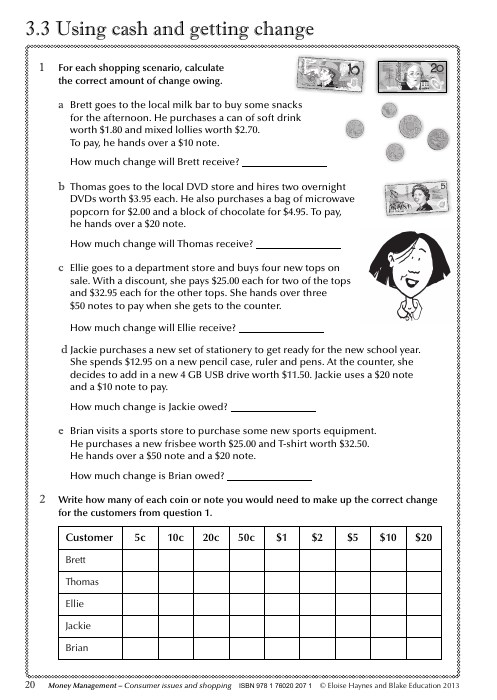 3.3 Using cash and getting change
1 For each shopping scenario, calculate
the correct amount of change owing.
10
20
a Brett goes to the local milk bar to buy some snacks
for the afternoon. He purchases a can of soft drink
worth $1.80 and mixed lollies worth $2.70.
To pay, he hands over a $10 note.
How much change will Brett receive?
b Thomas goes to the local DVD store and hires two overnight
DVDs worth $3.95 each. He also purchases a bag of microwave
popcorn for $2.00 and a block of chocolate for $4.95. To pay,
he hands over a $20 note.
5
How much change will Thomas receive?
c Ellie goes to a department store and buys four new tops on
sale. With a discount, she pays $25.00 each for two of the tops
and $32.95 each for the other tops. She hands over three
$50 notes to pay when she gets to the counter.
How much change will Ellie receive?
d Jackie purchases a new set of stationery to get ready for the new school year.
She spends $12.95 on a new pencil case, ruler and pens. At the counter, she
decides to add in a new 4 GB USB drive worth $11.50. Jackie uses a $20 note
and a $10 note to pay.
How much change is Jackie owed?
e Brian visits a sports store to purchase some new sports equipment.
He purchases a new frisbee worth $25.00 and T-shirt worth $32.50.
He hands over a $50 note and a $20 note.
How much change is Brian owed?
2 Write how many of each coin or note you would need to make up the correct change
for the customers from question 1.
Customer 5c 10c 20c 50c $1 $2 $5 $10 $20
Brett
Thomas
Ellie
Jackie
Brian
20 Money Management – Consumer issues and shopping ISBN 978 1 76020 207 1 © Eloise Haynes and Blake Education 2013